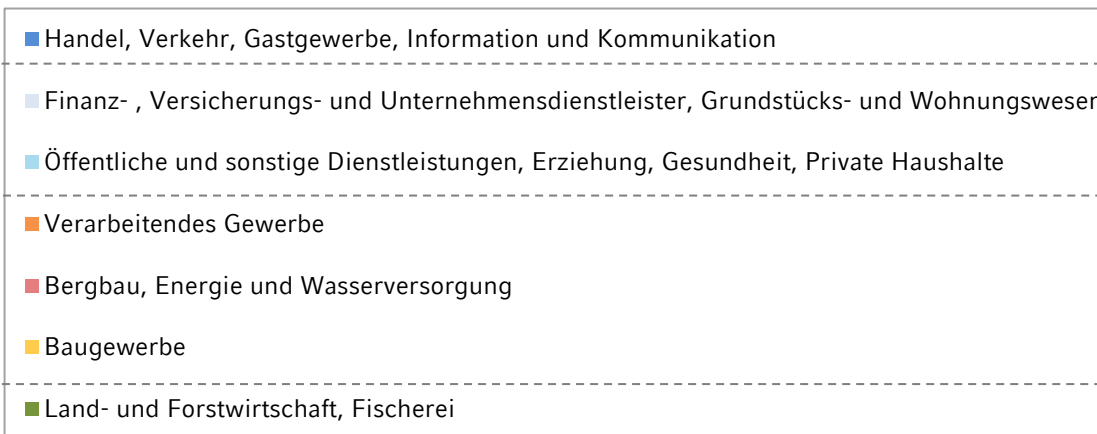 Handel, Verkehr, Gastgewerbe, Information und Kommunikation
Finanz- , Versicherungs- und Unternehmensdienstleister, Grundstücks- und Wohnungswesen
Öffentliche und sonstige Dienstleistungen, Erziehung, Gesundheit, Private Haushalte
Verarbeitendes Gewerbe
Bergbau, Energie und Wasserversorgung
Baugewerbe
Land- und Forstwirtschaft, Fischerei